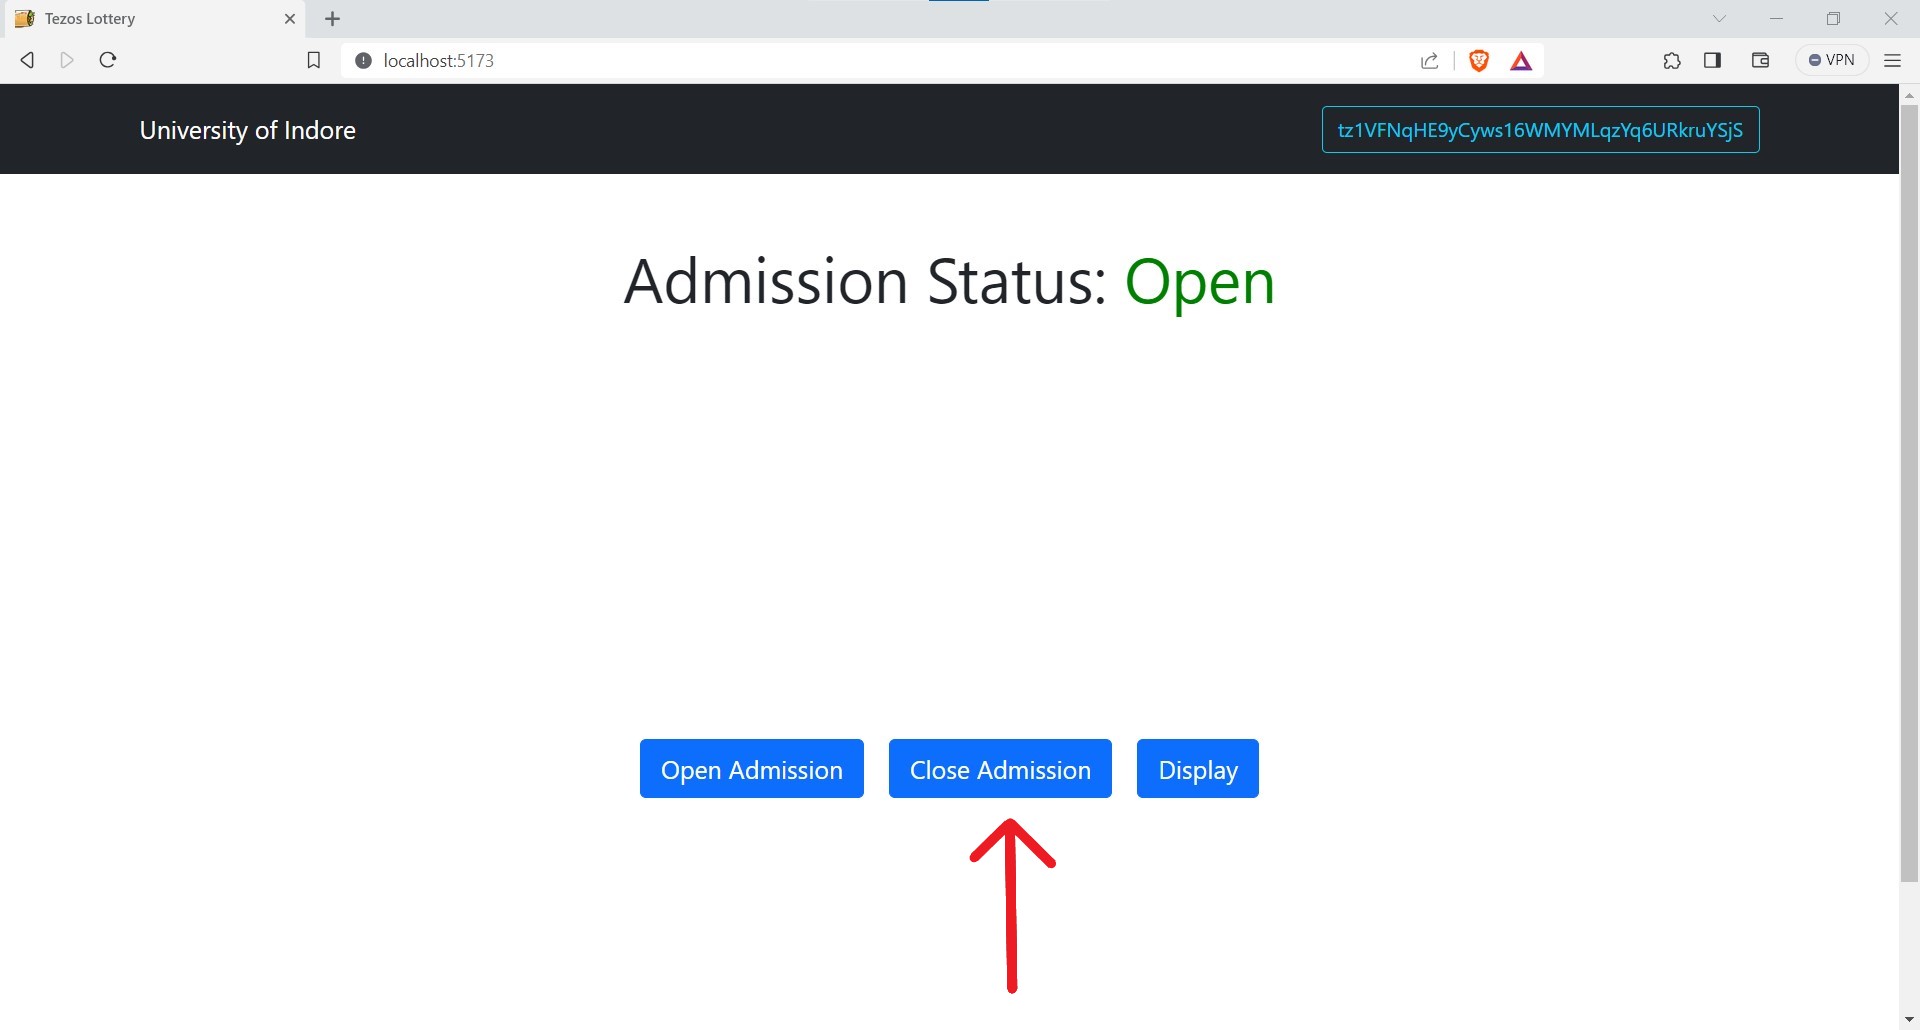 Tezos Lottery
localhost:5173
VPN
University of Indore
tz1VFNqHE9yCyws16WMYMLqzYq6URkruYSjS
Admission Status: Open
Open Admission
Close Admission
Display